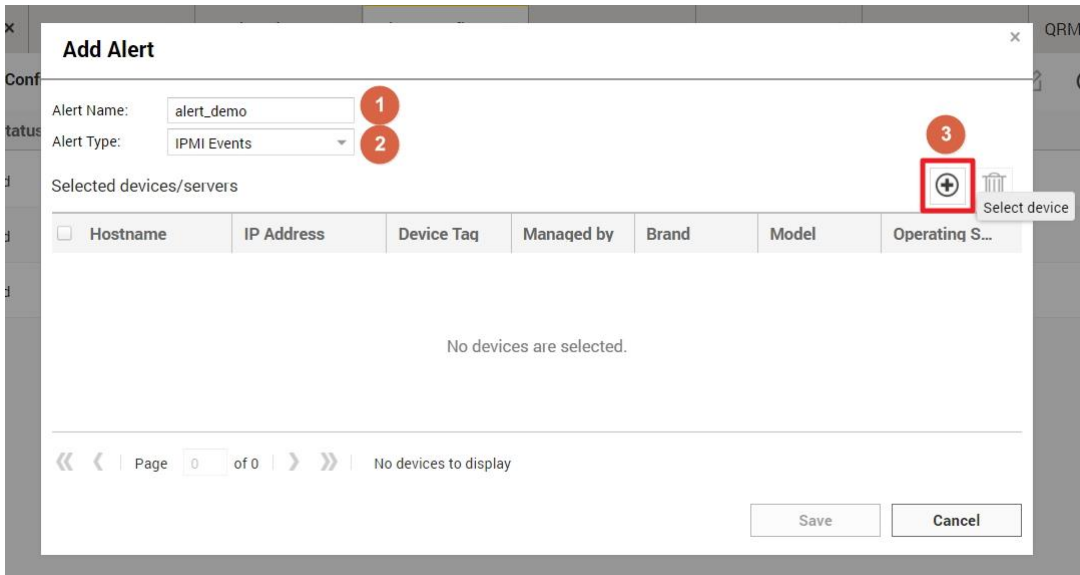 ×
Add Alert
×
QRM
Conf
Alert Name:
alert_demo
1
tatus
Alert Type:
IPMI Events
2
3
d
Selected devices/servers
Select device
d
Hostname
IP Address
Device Tag
Managed by
Brand
Model
Operating S...
d
No devices are selected.
Page
0
of 0
No devices to display
Save
Cancel